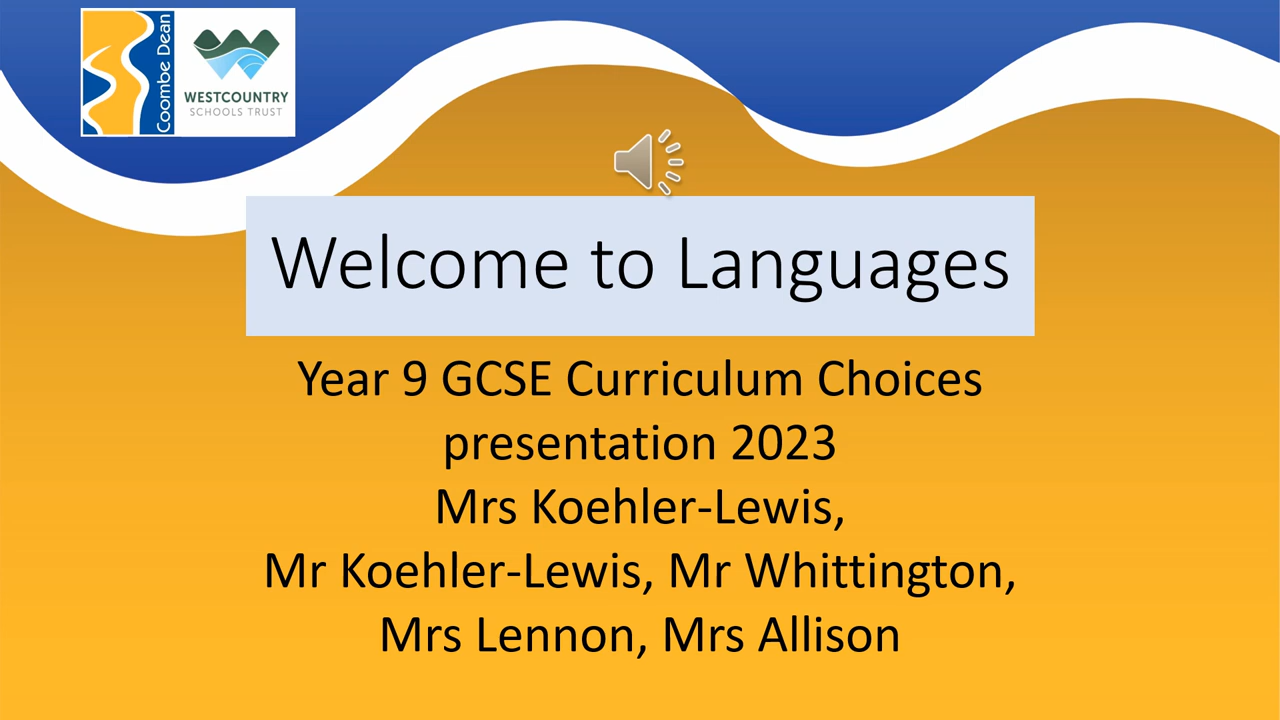 Coombe Dean
WESTCOUNTRY
SCHOOLS TRUST
Welcome to Languages
Year 9 GCSE Curriculum Choices
presentation 2023
Mrs Koehler-Lewis,
Mr Koehler-Lewis, Mr Whittington,
Mrs Lennon, Mrs Allison